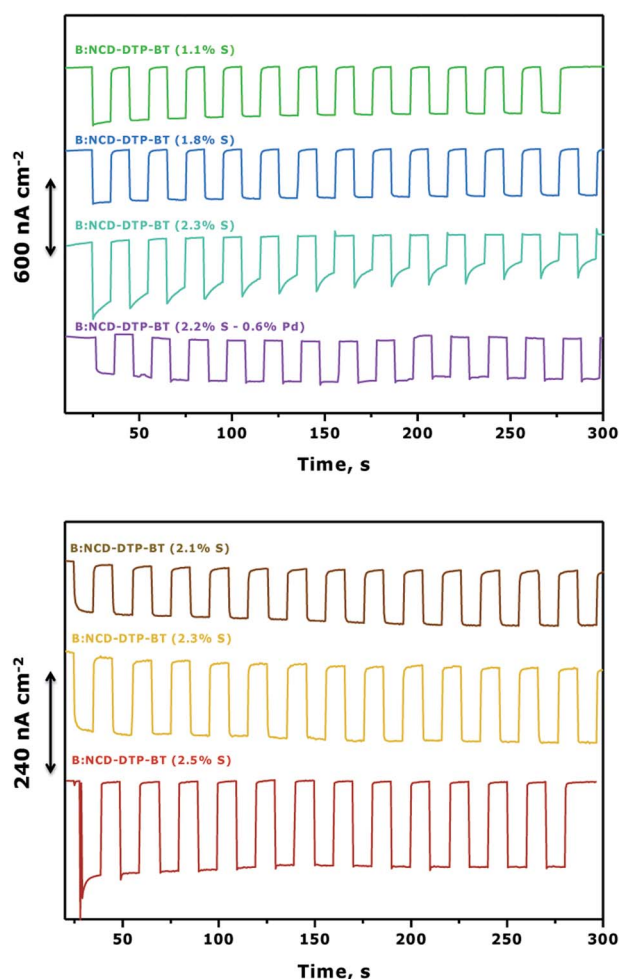 B:NCD-DTP-BT (1.1% S)
B:NCD-DTP-BT (1.8% S)
600 nA cm⁻²
B:NCD-DTP-BT (2.3% S)
B:NCD-DTP-BT (2.2% S - 0.6% Pd)
50 100 150 200 250 300
Time, s
B:NCD-DTP-BT (2.1% S)
B:NCD-DTP-BT (2.3% S)
240 nA cm⁻²
B:NCD-DTP-BT (2.5% S)
50 100 150 200 250 300
Time, s